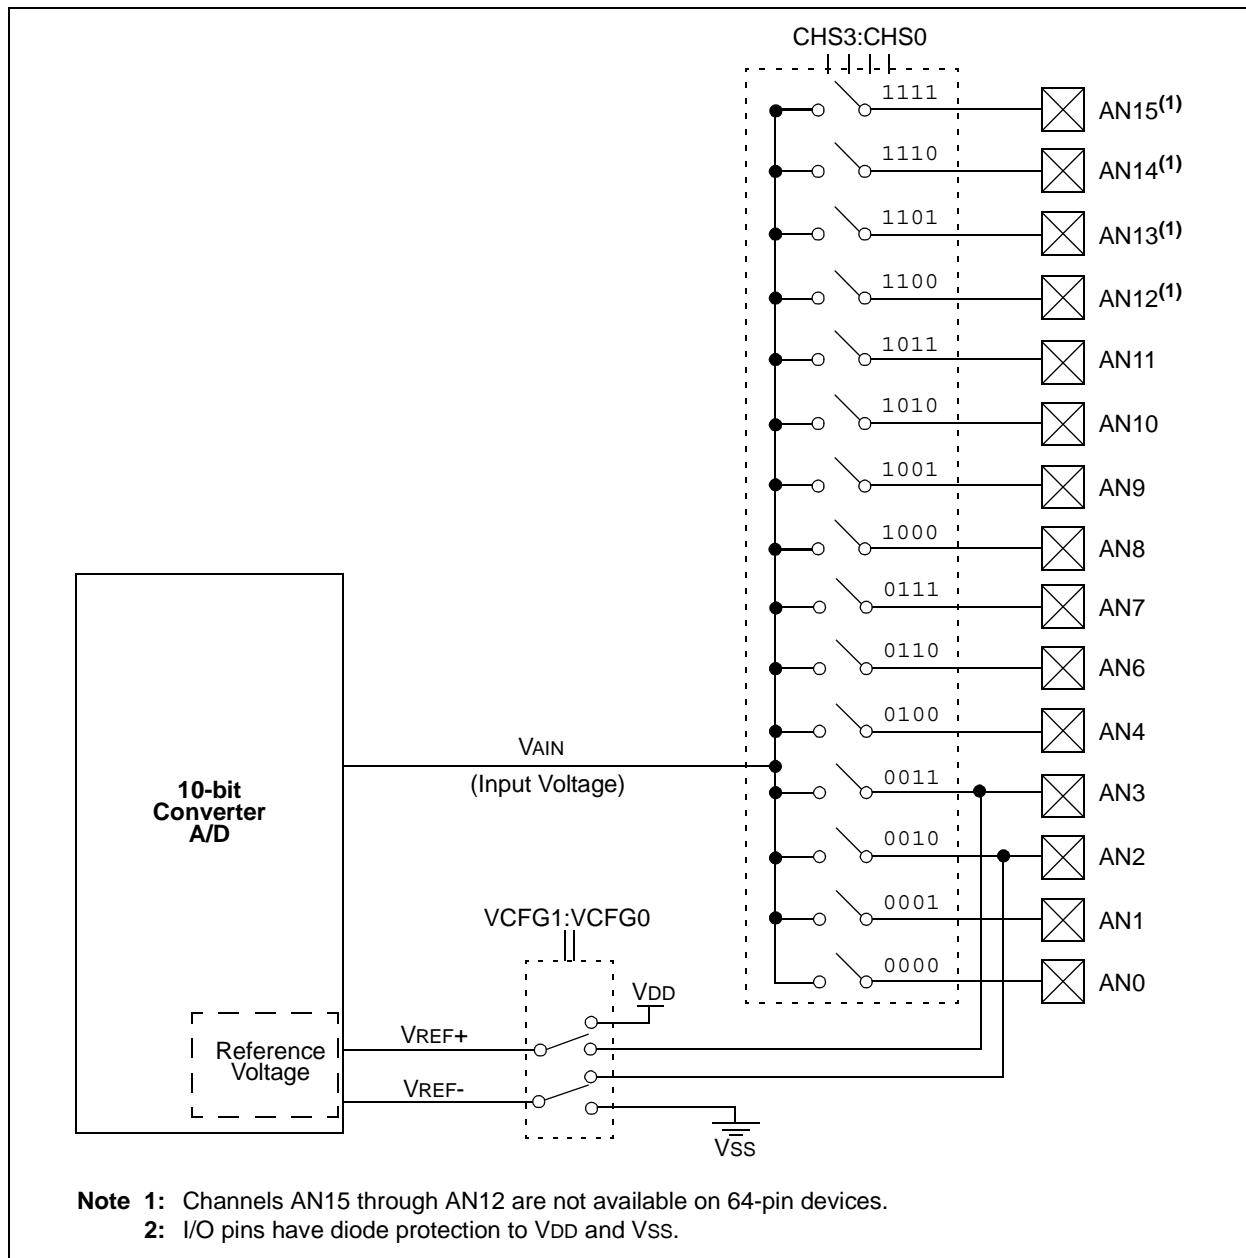 CHS3:CHS0
1111 AN15(1)
1110 AN14(1)
1101 AN13(1)
1100 AN12(1)
1011 AN11
1010 AN10
1001 AN9
1000 AN8
0111 AN7
0110 AN6
0100 AN4
VAIN
(Input Voltage)
10-bit
Converter
A/D
0011 AN3
0010 AN2
0001 AN1
0000 AN0
VCFG1:VCFG0
VDD
VREF+
Reference
Voltage
VREF-
VSS
Note 1: Channels AN15 through AN12 are not available on 64-pin devices.
2: I/O pins have diode protection to VDD and VSS.